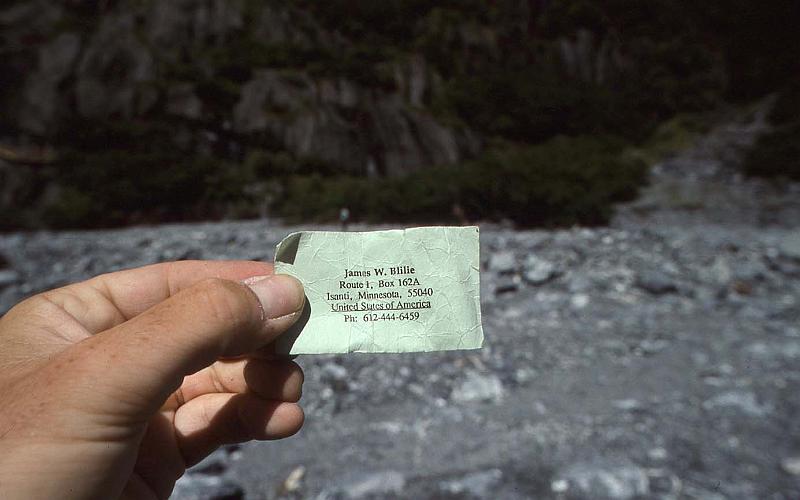 James W. Blilie
Route 1, Box 162A
Isanti, Minnesota, 55040
United States of America
Ph: 612-444-6459